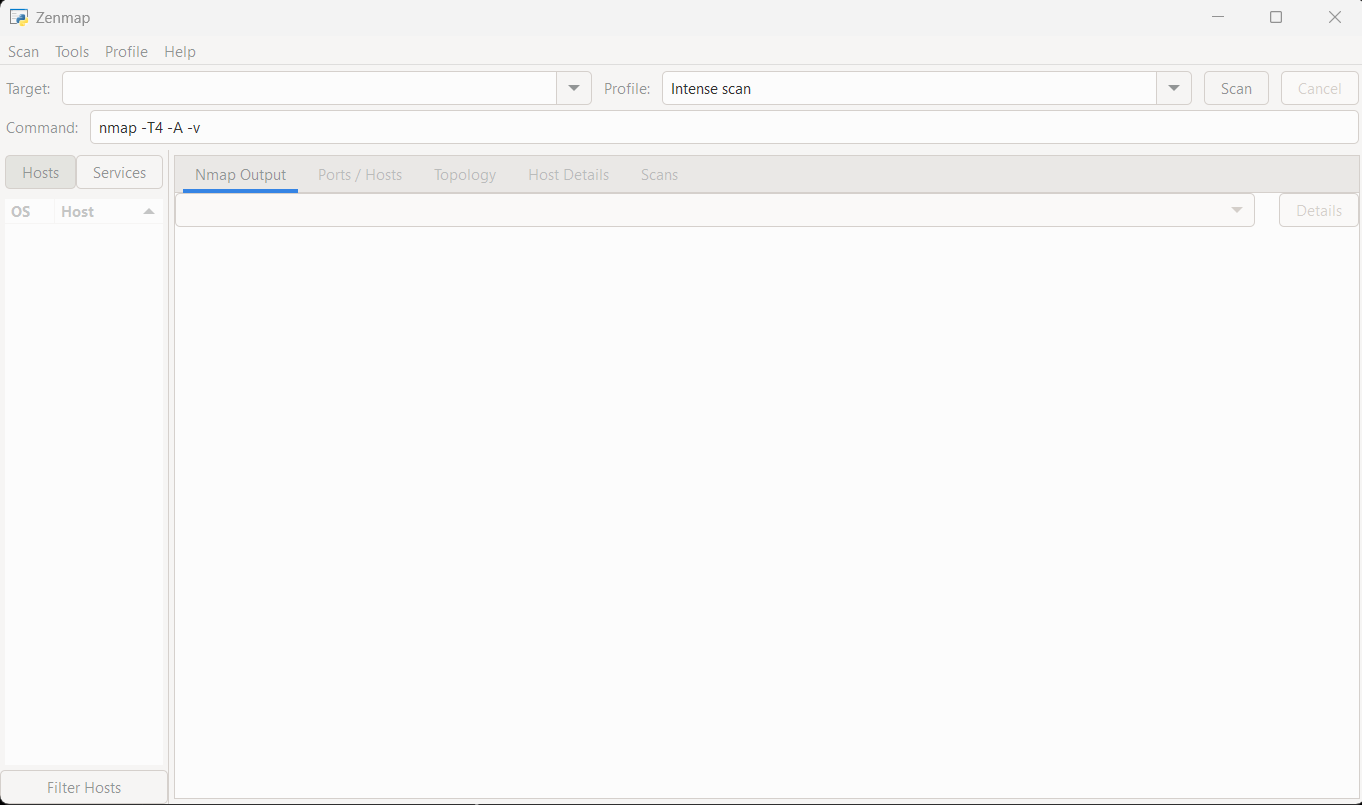 Zenmap
Scan Tools Profile Help
Target: Profile: Intense scan Scan Cancel
Command: nmap -T4 -A -v
Hosts Services Nmap Output Ports / Hosts Topology Host Details Scans
OS Host Details
Filter Hosts